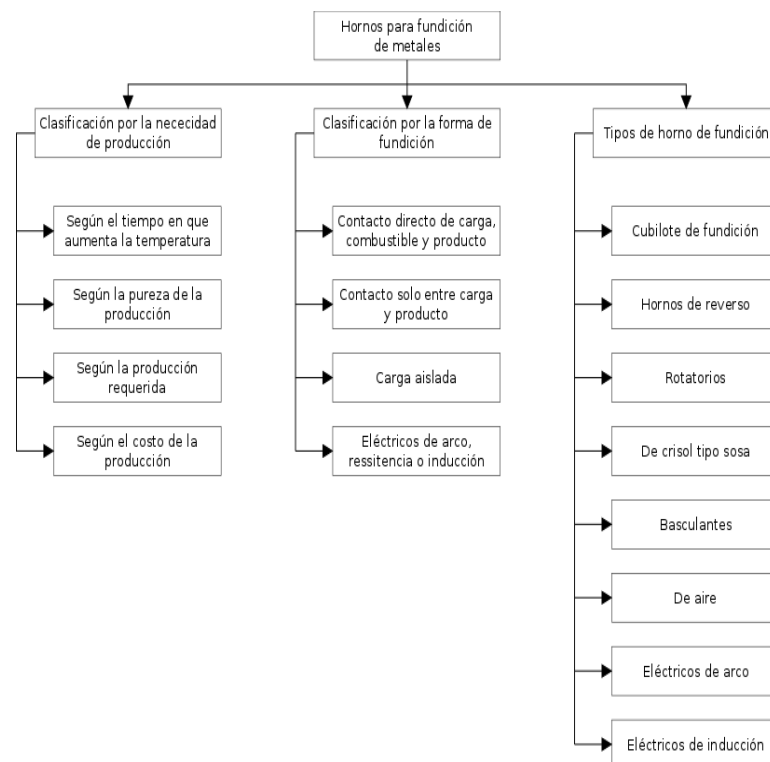 Hornos para fundición
de metales
Clasificación por la nececidad
de producción
Según el tiempo en que
aumenta la temperatura
Según la pureza de la
producción
Según la producción
requerida
Según el costo de la
producción
Clasificación por la forma de
fundición
Contacto directo de carga,
combustible y producto
Contacto solo entre carga
y producto
Carga aislada
Eléctricos de arco,
ressitencia o inducción
Tipos de horno de fundición
Cubilote de fundición
Hornos de reverso
Rotatorios
De crisol tipo sosa
Basculantes
De aire
Eléctricos de arco
Eléctricos de inducción